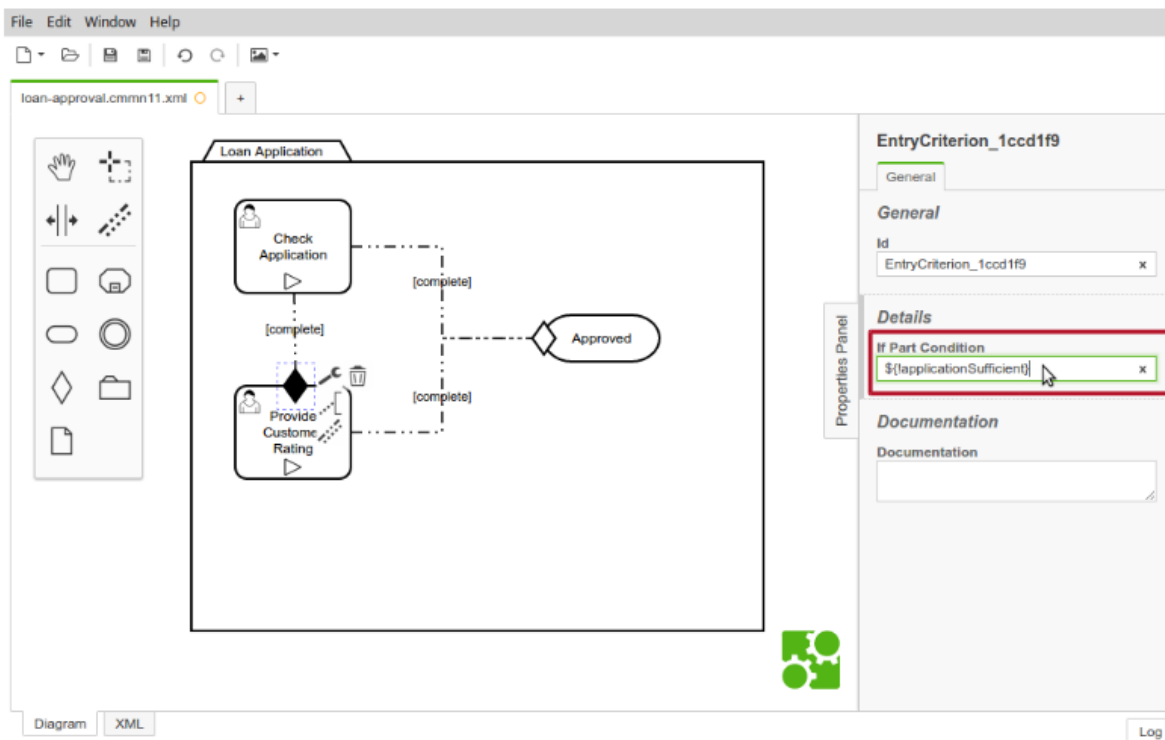 File Edit Window Help
loan-approval.cmmn11.xml
+
Loan Application
Check
Application
[complete]
[complete]
Approved
Provide
Custome
Rating
[complete]
Properties Panel
EntryCriterion_1ccd1f9
General
General
Id
EntryCriterion_1ccd1f9 x
Details
If Part Condition
${!applicationSufficient} x
Documentation
Documentation
Diagram XML
Log